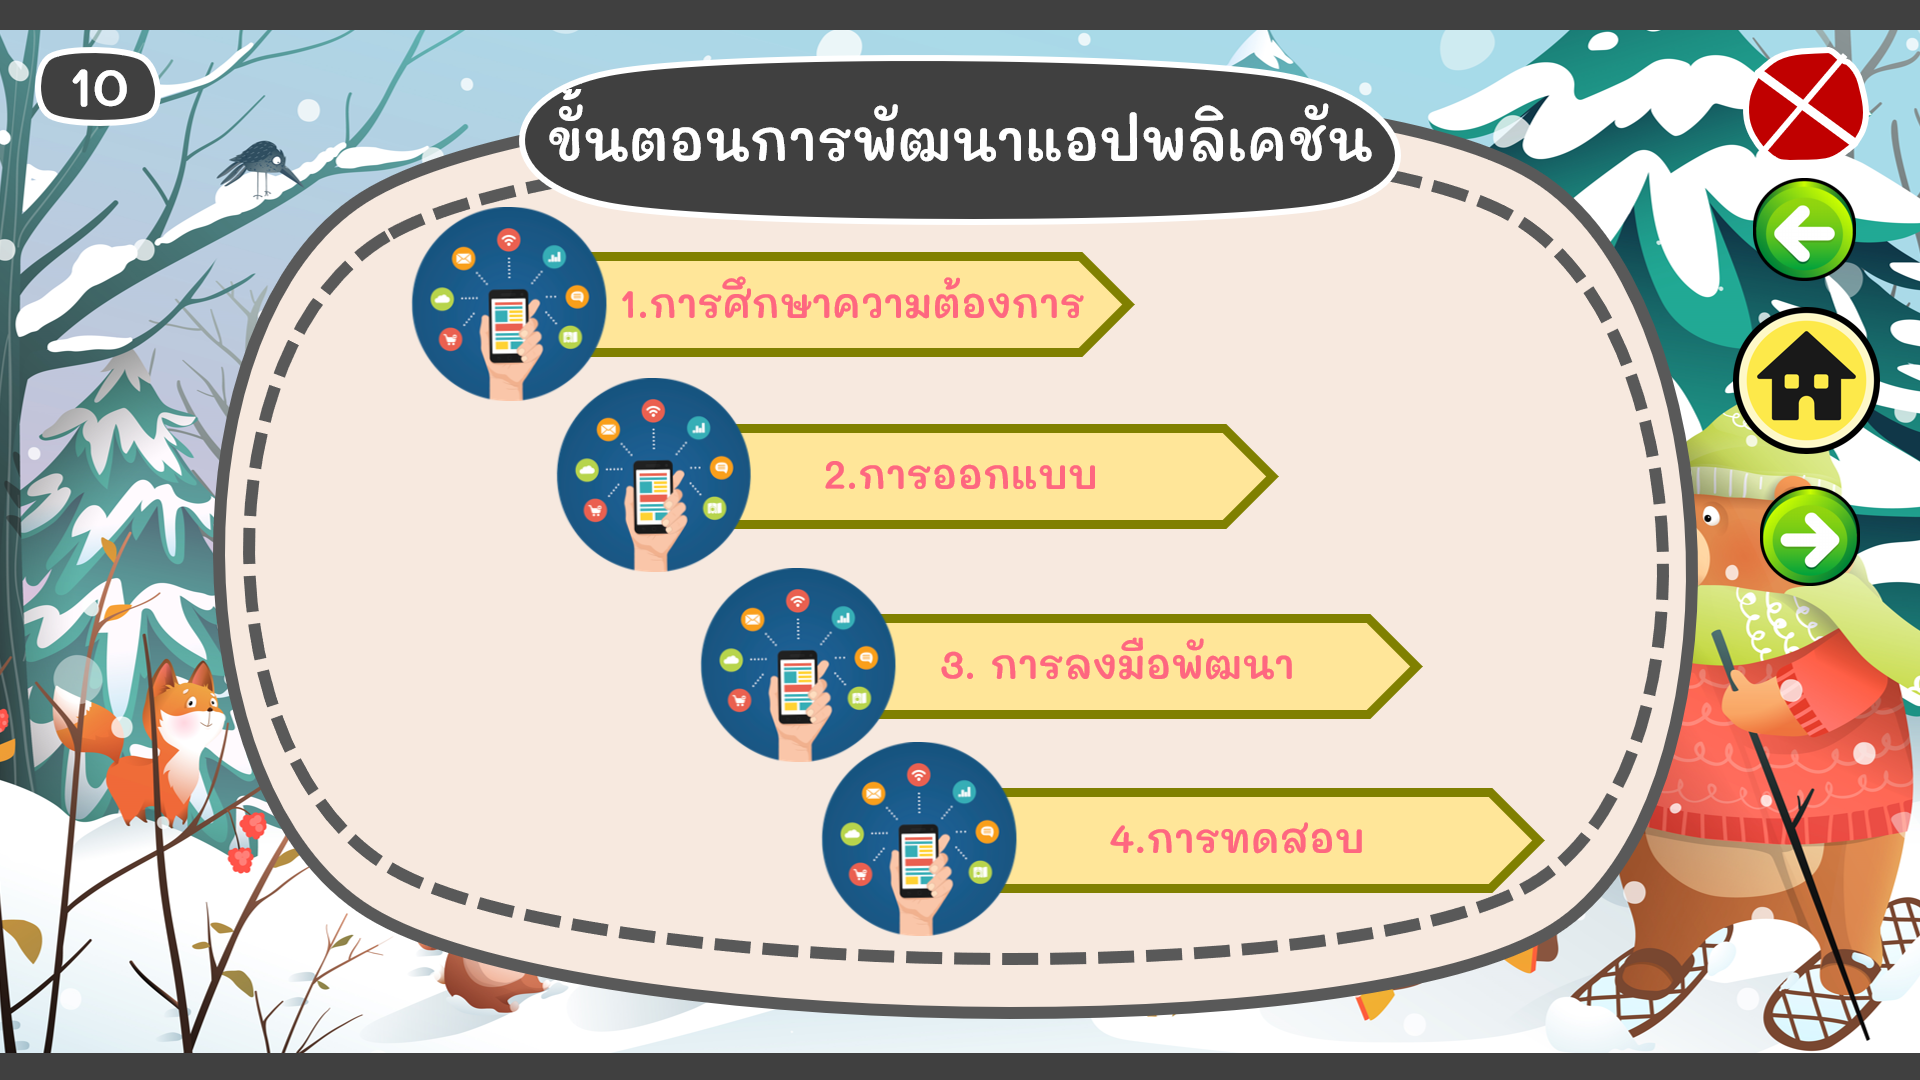 10
ขั้นตอนการพัฒนาแอปพลิเคชัน
1.การศึกษาความต้องการ
2.การออกแบบ
3. การลงมือพัฒนา
4.การทดสอบ